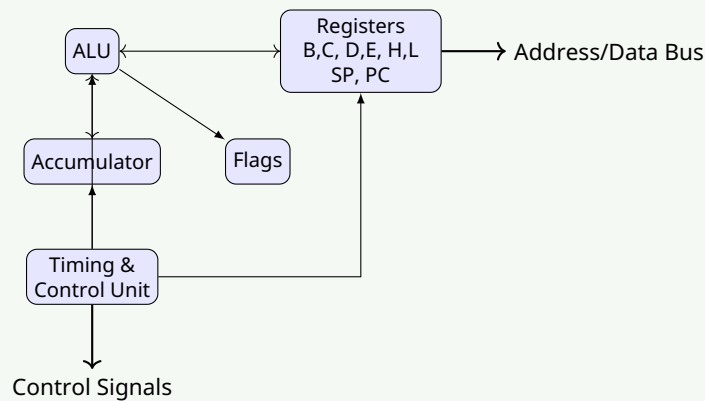 ALU
Registers
B,C, D,E, H,L
SP, PC
Address/Data Bus
Accumulator
Flags
Timing &
Control Unit
Control Signals